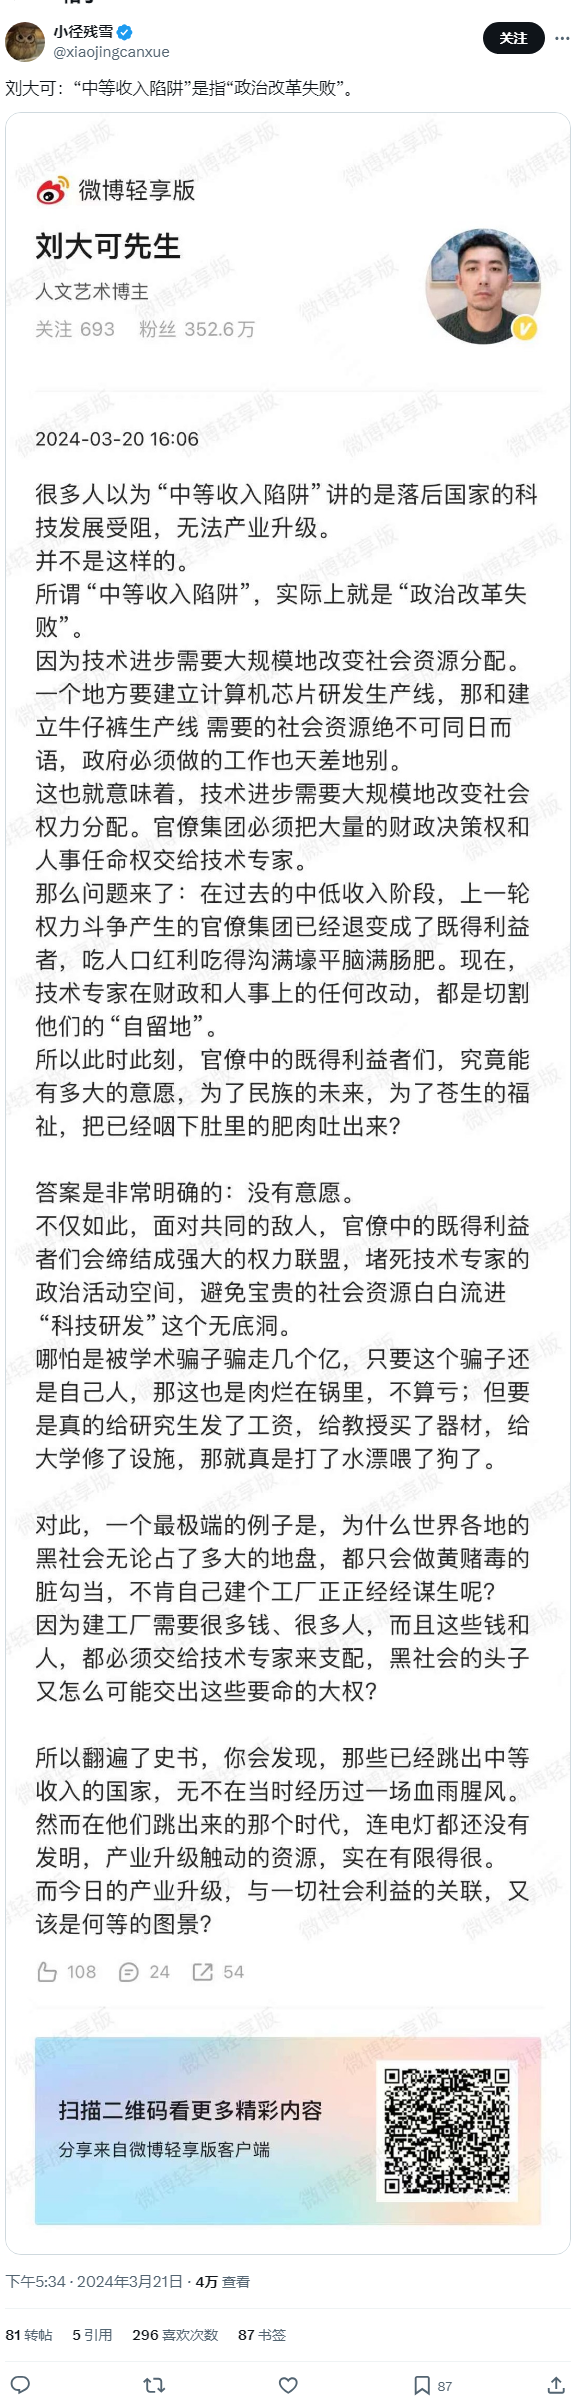 小径残雪
@xiaojingcanxue
关注
刘大可：“中等收入陷阱”是指“政治改革失败”。
微博轻享版
刘大可先生
人文艺术博主
关注 693 粉丝 352.6万
2024-03-20 16:06
很多人以为“中等收入陷阱”讲的是落后国家的科
技发展受阻，无法产业升级。
并不是这样的。
所谓“中等收入陷阱”，实际上就是“政治改革失
败”。
因为技术进步需要大规模地改变社会资源分配。
一个地方要建立计算机芯片研发生产线，那和建
立牛仔裤生产线 需要的社会资源绝不可同日而
语，政府必须做的工作也天差地别。
这也就意味着，技术进步需要大规模地改变社会
权力分配。官僚集团必须把大量的财政决策权和
人事任命权交给技术专家。
那么问题来了：在过去的中低收入阶段，上一轮
权力斗争产生的官僚集团已经退变成了既得利益
者，吃人口红利吃得沟满壕平脑满肠肥。现在，
技术专家在财政和人事上的任何改动，都是切割
他们的“自留地”。
所以此时此刻，官僚中的既得利益者们，究竟能
有多大的意愿，为了民族的未来，为了苍生的福
祉，把已经咽下肚里的肥肉吐出来？
答案是非常明确的：没有意愿。
不仅如此，面对共同的敌人，官僚中的既得利益
者们会缔结成强大的权力联盟，堵死技术专家的
政治活动空间，避免宝贵的社会资源白白流进
“科技研发”这个无底洞。
哪怕是被学术骗子骗走几个亿，只要这个骗子还
是自己人，那这也是肉烂在锅里，不算亏；但要
是真的给研究生发了工资，给教授买了器材，给
大学修了设施，那就真是打了水漂喂了狗了。
对此，一个最极端的例子是，为什么世界各地的
黑社会无论占了多大的地盘，都只会做黄赌毒的
脏勾当，不肯自己建个工厂正正经经谋生呢？
因为建工厂需要很多钱、很多人，而且这些钱和
人，都必须交给技术专家来支配，黑社会的头子
又怎么可能交出这些要命的大权？
所以翻遍了史书，你会发现，那些已经跳出中等
收入的国家，无不在当时经历过一场血雨腥风。
然而在他们跳出来的那个时代，连电灯都还没有
发明，产业升级触动的资源，实在有限得很。
而今日的产业升级，与一切社会利益的关联，又
该是何等的图景？
108 24 54
扫描二维码看更多精彩内容
分享来自微博轻享版客户端
下午5:34 · 2024年3月21日 · 4万 查看
81 转帖 5 引用 296 喜欢次数 87 书签
87